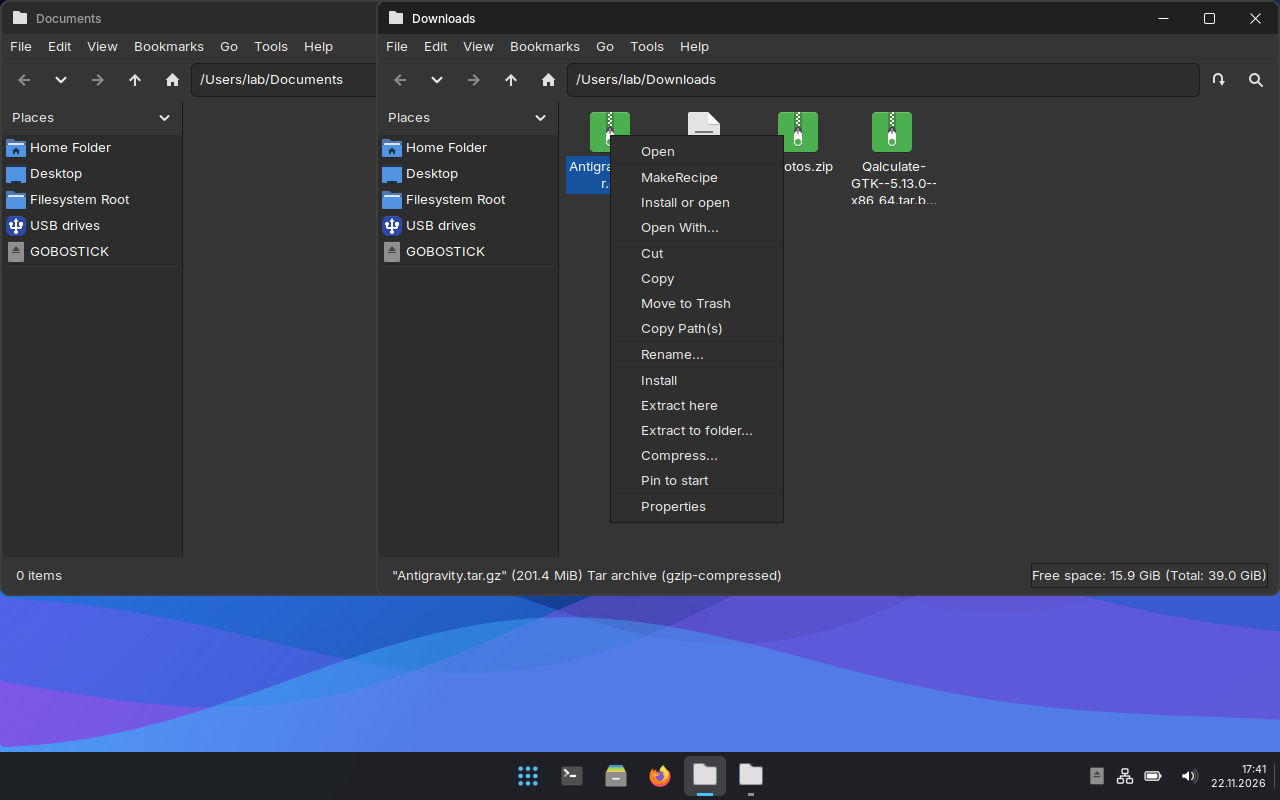 Documents
File Edit View Bookmarks Go Tools Help
/Users/lab/Documents
Places
Home Folder
Desktop
Filesystem Root
USB drives
GOBOSTICK
0 items
Downloads
File Edit View Bookmarks Go Tools Help
/Users/lab/Downloads
Places
Home Folder
Desktop
Filesystem Root
USB drives
GOBOSTICK
Qalculate-
GTK--5.13.0--
x86_64.tar.b...
Open
MakeRecipe
Install or open
Open With...
Cut
Copy
Move to Trash
Copy Path(s)
Rename...
Install
Extract here
Extract to folder...
Compress...
Pin to start
Properties
"Antigravity.tar.gz" (201.4 MiB) Tar archive (gzip-compressed)
Free space: 15.9 GiB (Total: 39.0 GiB)
17:41
22.11.2026